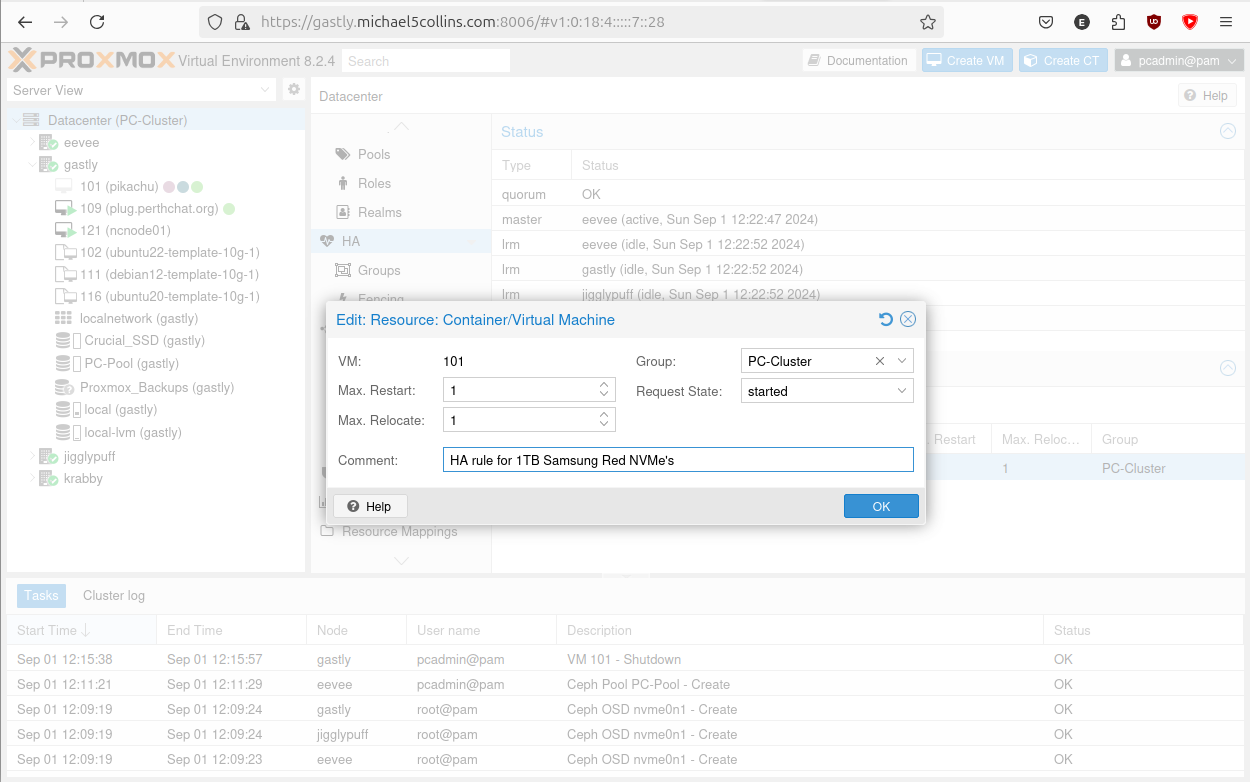 https://gastly.michael5collins.com:8006/#v1:0:18:4:::::7::28
PROXMOX Virtual Environment 8.2.4 Search Documentation Create VM Create CT pcadmin@pam
Server View
Datacenter Help
Datacenter (PC-Cluster)
eevee
gastly
101 (pikachu)
109 (plug.perthchat.org)
121 (ncnode01)
102 (ubuntu22-template-10g-1)
111 (debian12-template-10g-1)
116 (ubuntu20-template-10g-1)
localnetwork (gastly)
Crucial_SSD (gastly)
PC-Pool (gastly)
Proxmox_Backups (gastly)
local (gastly)
local-lvm (gastly)
jigglypuff
krabby
Pools
Roles
Realms
HA
Groups
Fencing
Resource Mappings
Status
Type Status
quorum OK
master eevee (active, Sun Sep 1 12:22:47 2024)
lrm eevee (idle, Sun Sep 1 12:22:52 2024)
lrm gastly (idle, Sun Sep 1 12:22:52 2024)
lrm jigglypuff (idle, Sun Sep 1 12:22:52 2024)
Restart Max. Reloc... Group
1 PC-Cluster
Edit: Resource: Container/Virtual Machine
VM: 101 Group: PC-Cluster
Max. Restart: 1 Request State: started
Max. Relocate: 1
Comment: HA rule for 1TB Samsung Red NVMe's
Help OK
Tasks Cluster log
Start Time End Time Node User name Description Status
Sep 01 12:15:38 Sep 01 12:15:57 gastly pcadmin@pam VM 101 - Shutdown OK
Sep 01 12:11:21 Sep 01 12:11:29 eevee pcadmin@pam Ceph Pool PC-Pool - Create OK
Sep 01 12:09:19 Sep 01 12:09:24 gastly root@pam Ceph OSD nvme0n1 - Create OK
Sep 01 12:09:19 Sep 01 12:09:24 jigglypuff root@pam Ceph OSD nvme0n1 - Create OK
Sep 01 12:09:19 Sep 01 12:09:23 eevee root@pam Ceph OSD nvme0n1 - Create OK